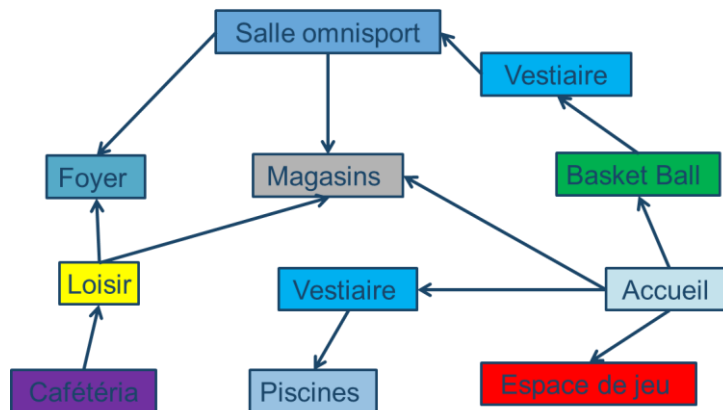 Salle omnisport
Vestiaire
Foyer
Magasins
Basket Ball
Loisir
Vestiaire
Accueil
Cafétéria
Piscines
Espace de jeu